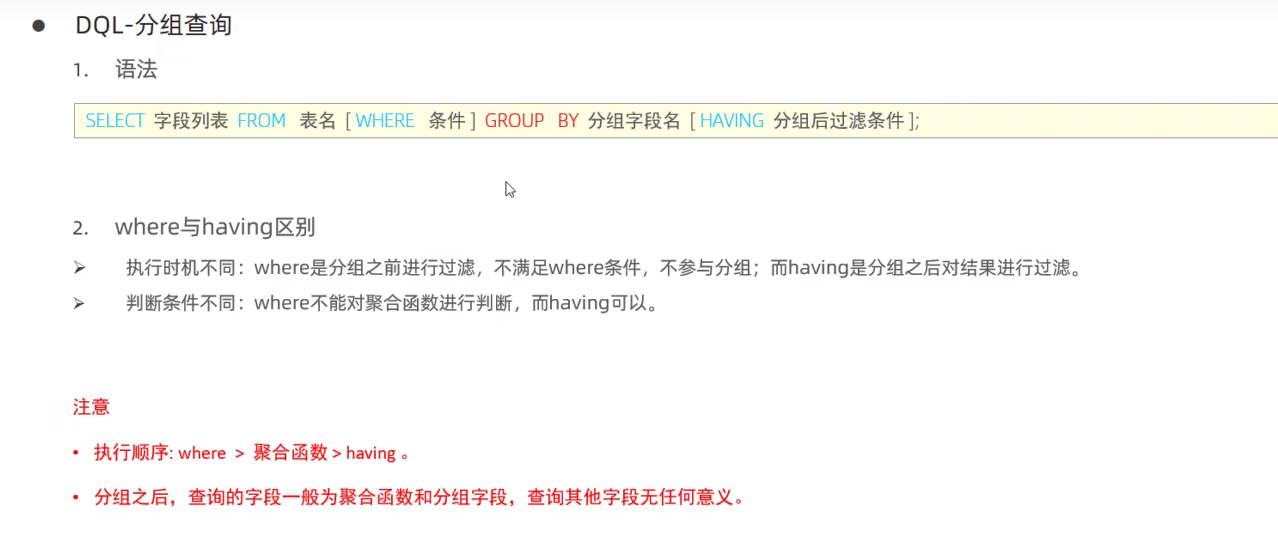 ● DQL-分组查询
1. 语法
SELECT 字段列表 FROM 表名 [ WHERE 条件 ] GROUP BY 分组字段名 [ HAVING 分组后过滤条件 ];
2. where与having区别
➢ 执行时机不同：where是分组之前进行过滤，不满足where条件，不参与分组；而having是分组之后对结果进行过滤。
➢ 判断条件不同：where不能对聚合函数进行判断，而having可以。
注意
• 执行顺序: where > 聚合函数 > having 。
• 分组之后，查询的字段一般为聚合函数和分组字段，查询其他字段无任何意义。